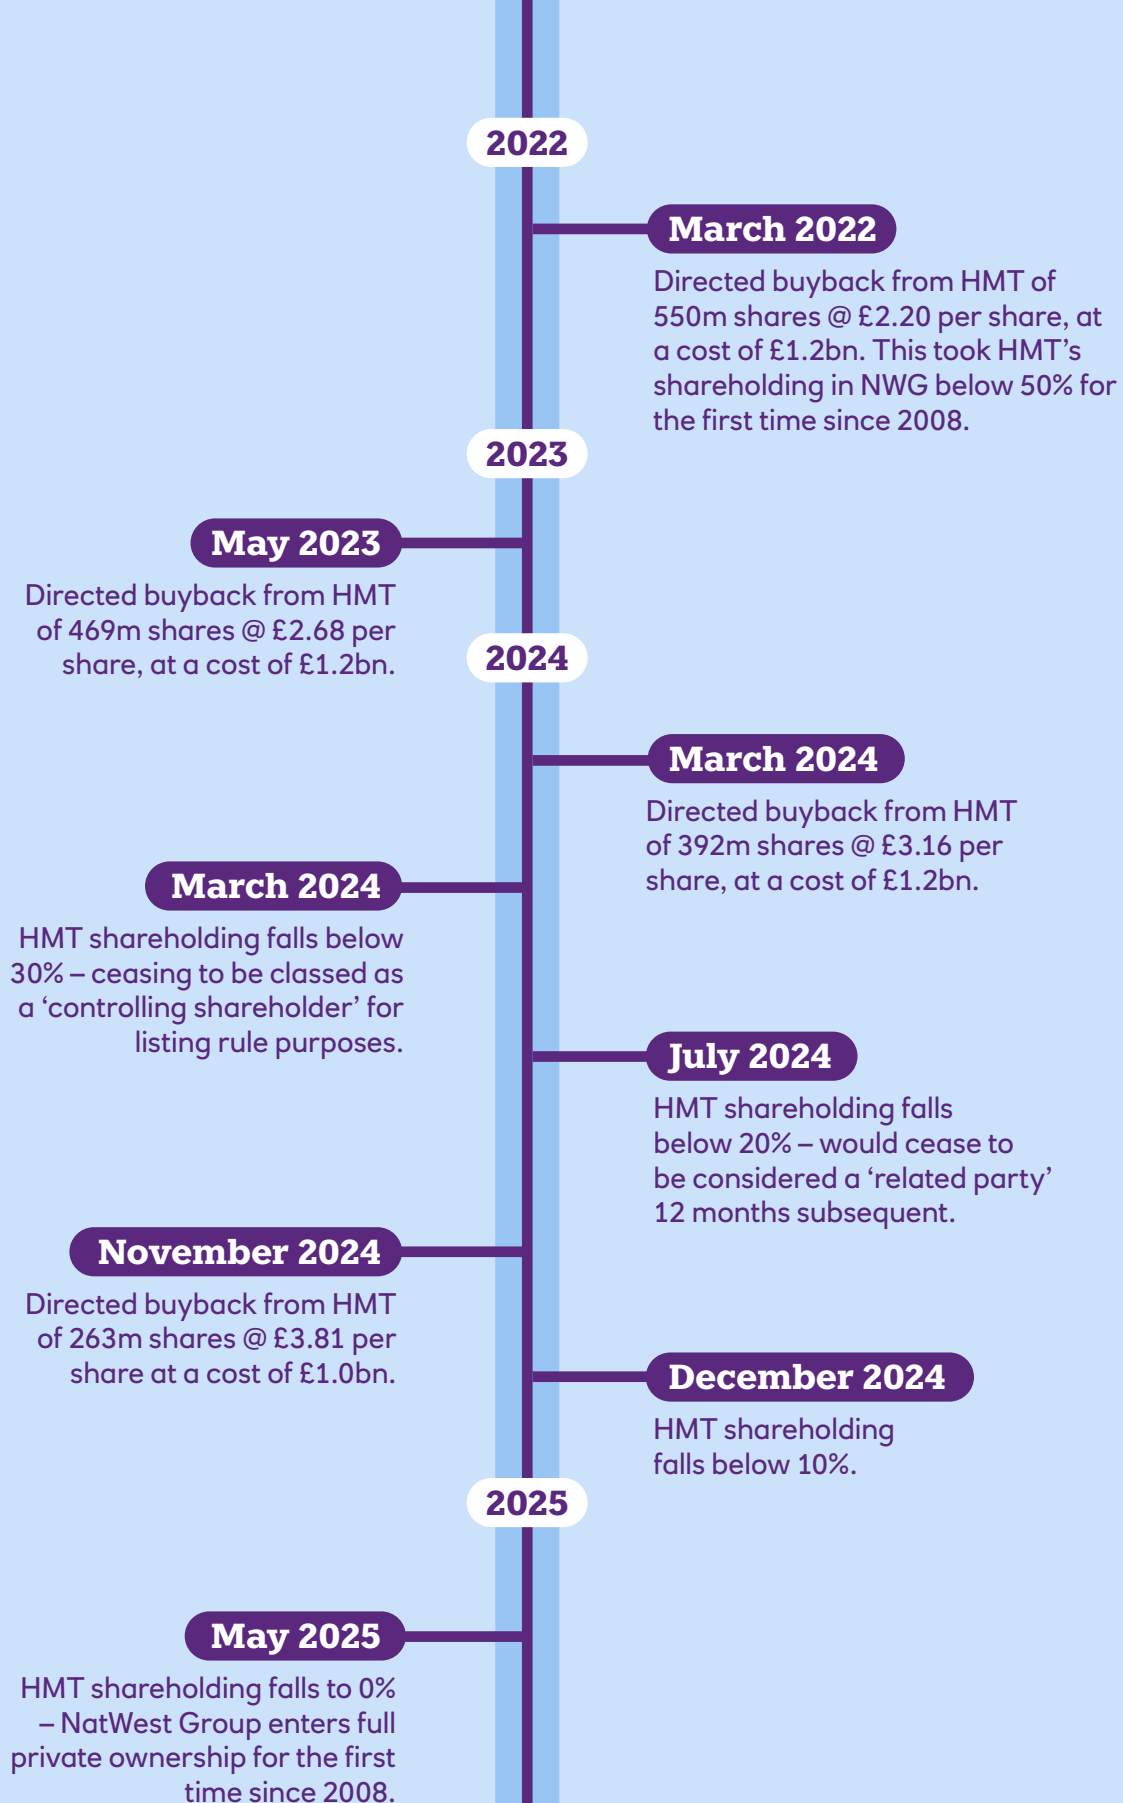 2022
March 2022
Directed buyback from HMT of
550m shares @ £2.20 per share, at
a cost of £1.2bn. This took HMT’s
shareholding in NWG below 50% for
the first time since 2008.
2023
May 2023
Directed buyback from HMT
of 469m shares @ £2.68 per
share, at a cost of £1.2bn.
2024
March 2024
Directed buyback from HMT
of 392m shares @ £3.16 per
share, at a cost of £1.2bn.
March 2024
HMT shareholding falls below
30% – ceasing to be classed as
a ‘controlling shareholder’ for
listing rule purposes.
July 2024
HMT shareholding falls
below 20% – would cease to
be considered a ‘related party’
12 months subsequent.
November 2024
Directed buyback from HMT
of 263m shares @ £3.81 per
share at a cost of £1.0bn.
December 2024
HMT shareholding
falls below 10%.
2025
May 2025
HMT shareholding falls to 0%
– NatWest Group enters full
private ownership for the first
time since 2008.